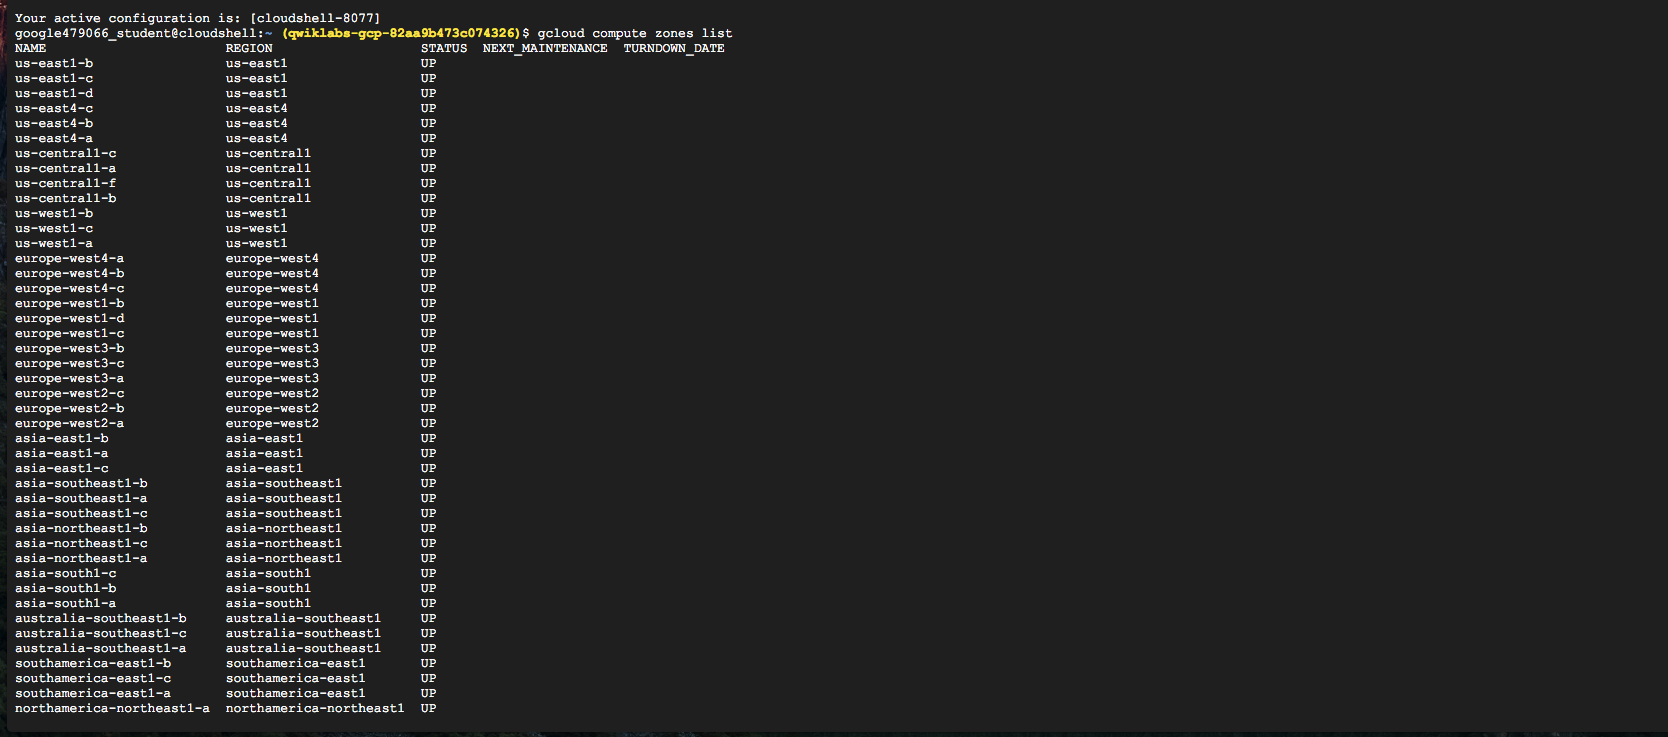 Your active configuration is: [cloudshell-8077]
google479066_student@cloudshell:~ (qwiklabs-gcp-82aa9b473c074326)$ gcloud compute zones list
NAME REGION STATUS NEXT_MAINTENANCE TURNDOWN_DATE
us-east1-b us-east1 UP
us-east1-c us-east1 UP
us-east1-d us-east1 UP
us-east4-c us-east4 UP
us-east4-b us-east4 UP
us-east4-a us-east4 UP
us-central1-c us-central1 UP
us-central1-a us-central1 UP
us-central1-f us-central1 UP
us-central1-b us-central1 UP
us-west1-b us-west1 UP
us-west1-c us-west1 UP
us-west1-a us-west1 UP
europe-west4-a europe-west4 UP
europe-west4-b europe-west4 UP
europe-west4-c europe-west4 UP
europe-west1-b europe-west1 UP
europe-west1-d europe-west1 UP
europe-west1-c europe-west1 UP
europe-west3-b europe-west3 UP
europe-west3-c europe-west3 UP
europe-west3-a europe-west3 UP
europe-west2-c europe-west2 UP
europe-west2-b europe-west2 UP
europe-west2-a europe-west2 UP
asia-east1-b asia-east1 UP
asia-east1-a asia-east1 UP
asia-east1-c asia-east1 UP
asia-southeast1-b asia-southeast1 UP
asia-southeast1-a asia-southeast1 UP
asia-southeast1-c asia-southeast1 UP
asia-northeast1-b asia-northeast1 UP
asia-northeast1-c asia-northeast1 UP
asia-northeast1-a asia-northeast1 UP
asia-south1-c asia-south1 UP
asia-south1-b asia-south1 UP
asia-south1-a asia-south1 UP
australia-southeast1-b australia-southeast1 UP
australia-southeast1-c australia-southeast1 UP
australia-southeast1-a australia-southeast1 UP
southamerica-east1-b southamerica-east1 UP
southamerica-east1-c southamerica-east1 UP
southamerica-east1-a southamerica-east1 UP
northamerica-northeast1-a northamerica-northeast1 UP